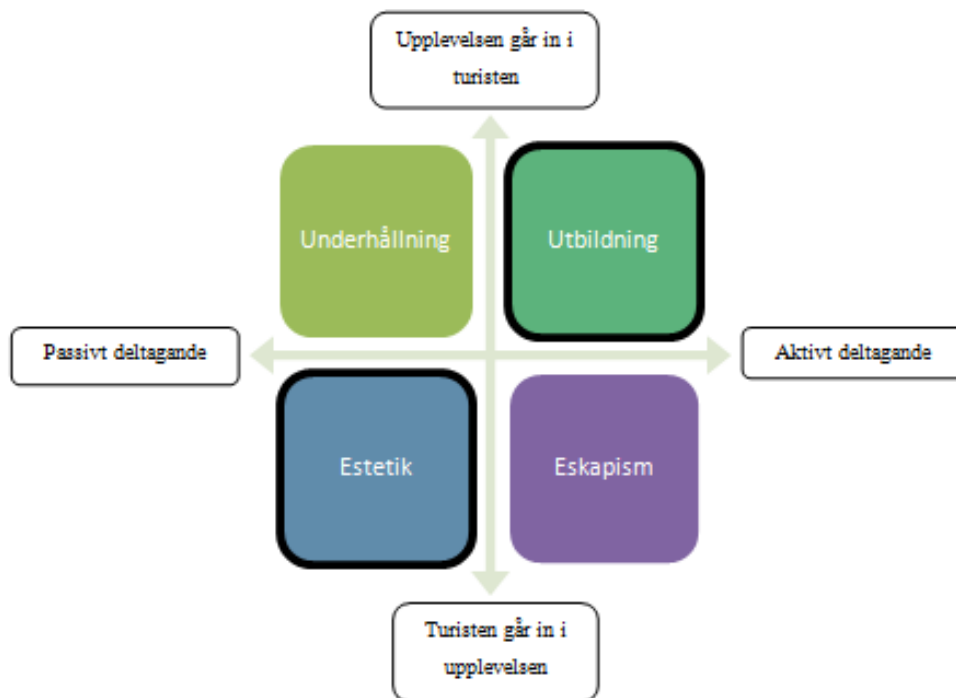 Upplevelsen går in i
turisten
Underhållning
Utbildning
Passivt deltagande
Aktivt deltagande
Estetik
Eskapism
Turisten går in i
upplevelsen